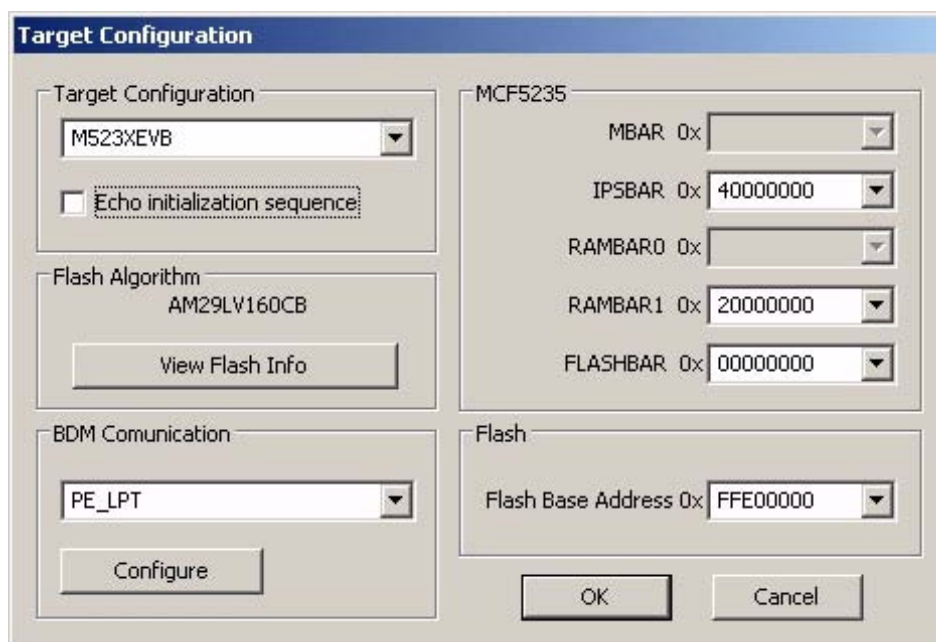 Target Configuration
Target Configuration
M523XEVB
Echo initialization sequence
Flash Algorithm
AM29LV160CB
View Flash Info
BDM Comunication
PE_LPT
Configure
MCF5235
MBAR 0x
IPSBAR 0x 40000000
RAMBAR0 0x
RAMBAR1 0x 20000000
FLASHBAR 0x 00000000
Flash
Flash Base Address 0x FFE00000
OK
Cancel